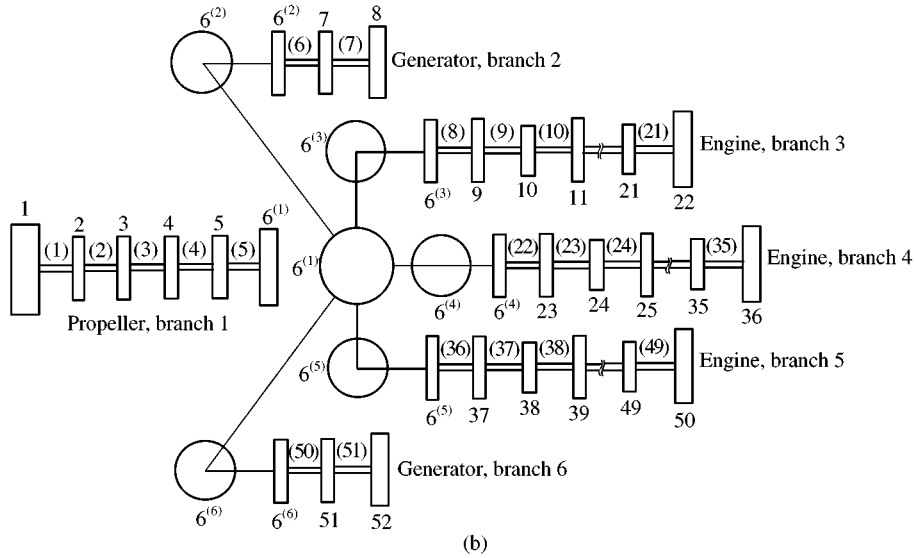 6(2)
6(2) 7 8
(6) (7)
Generator, branch 2
6(3)
(8) (9) (10) (21)
Engine, branch 3
6(3) 9 10 11 21 22
1 2 3 4 5 6(1)
(1) (2) (3) (4) (5)
Propeller, branch 1
6(1)
(22) (23) (24) (35)
Engine, branch 4
6(4) 6(4) 23 24 25 35 36
6(5)
(36) (37) (38) (49)
Engine, branch 5
6(5) 37 38 39 49 50
(50) (51)
Generator, branch 6
6(6) 6(6) 51 52
(b)